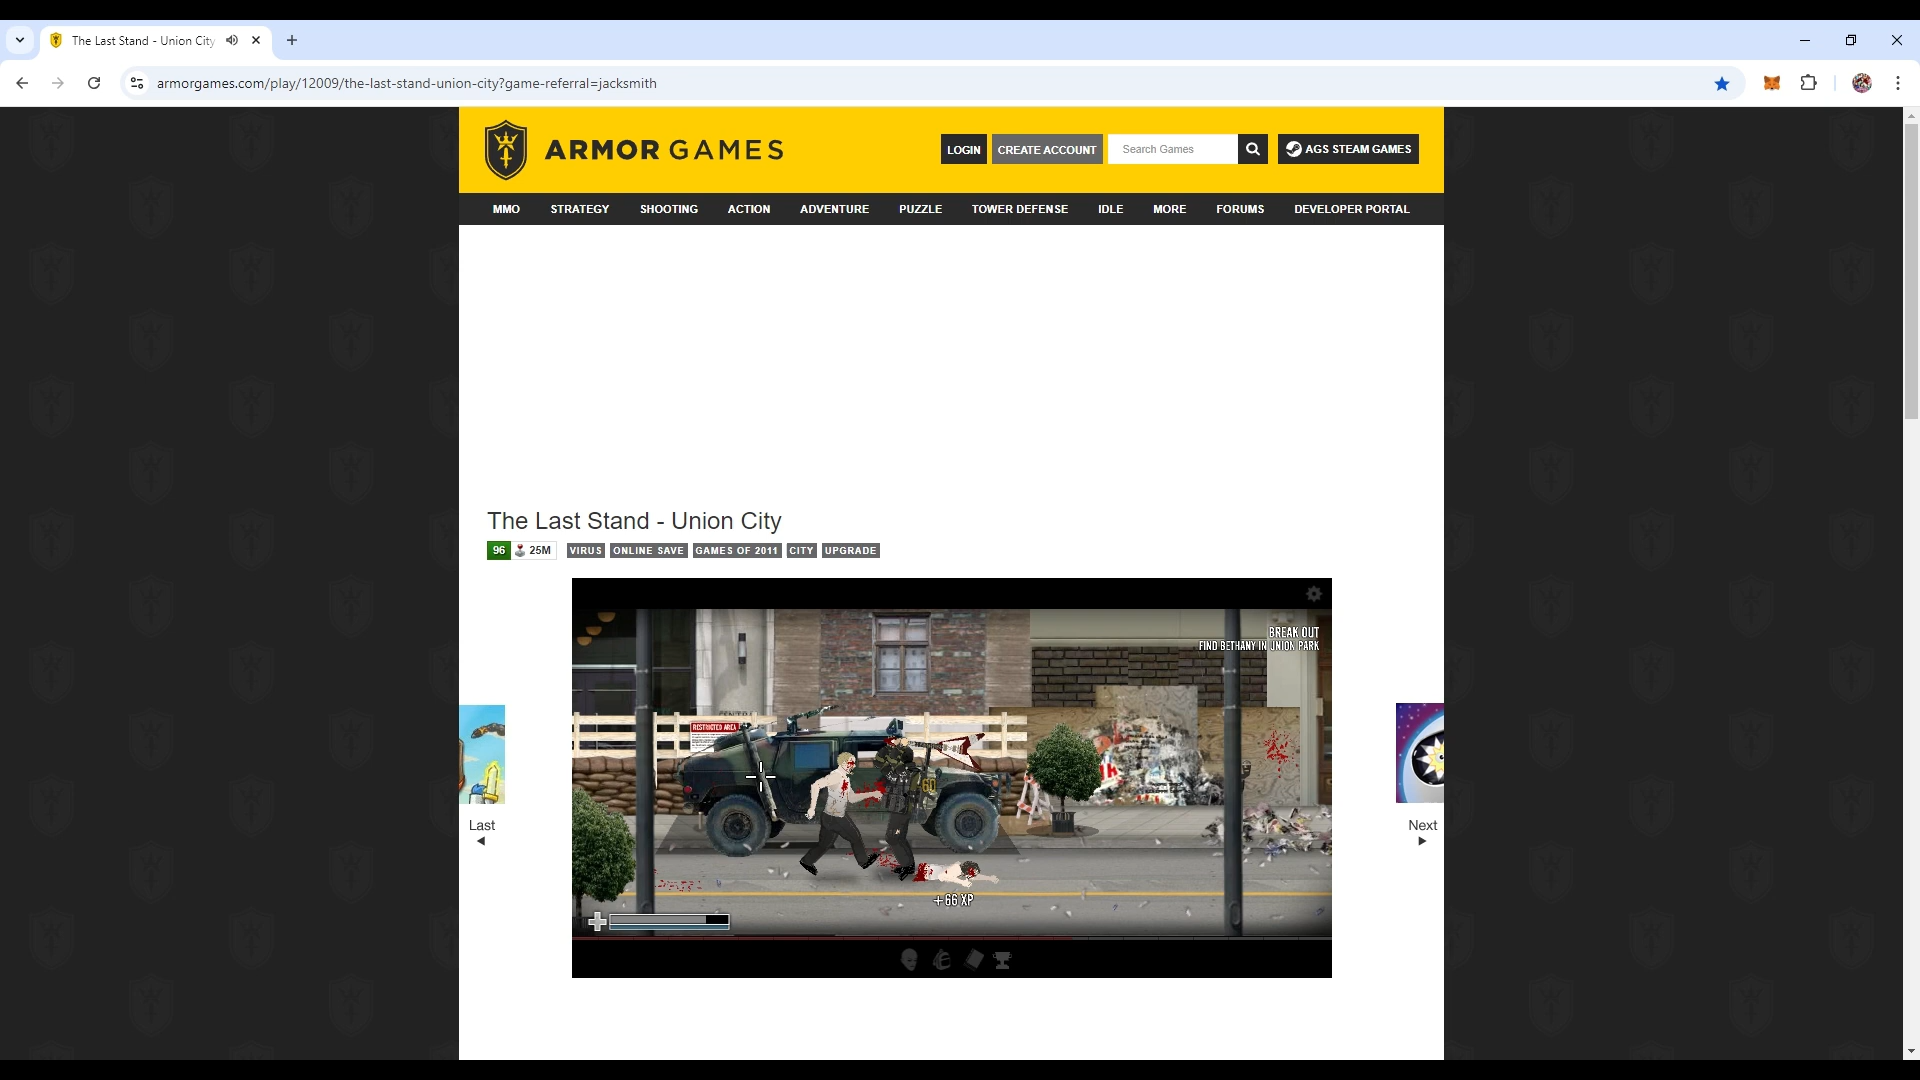 The Last Stand - Union City
armorgames.com/play/12009/the-last-stand-union-city?game-referral=jacksmith
ARMOR GAMES
LOGIN
CREATE ACCOUNT
Search Games
AGS STEAM GAMES
MMO
STRATEGY
SHOOTING
ACTION
ADVENTURE
PUZZLE
TOWER DEFENSE
IDLE
MORE
FORUMS
DEVELOPER PORTAL
The Last Stand - Union City
96
25M
VIRUS
ONLINE SAVE
GAMES OF 2011
CITY
UPGRADE
BREAK OUT
FIND BETHANY IN UNION PARK
RESTRICTED AREA
60
+66 XP
Last
Next